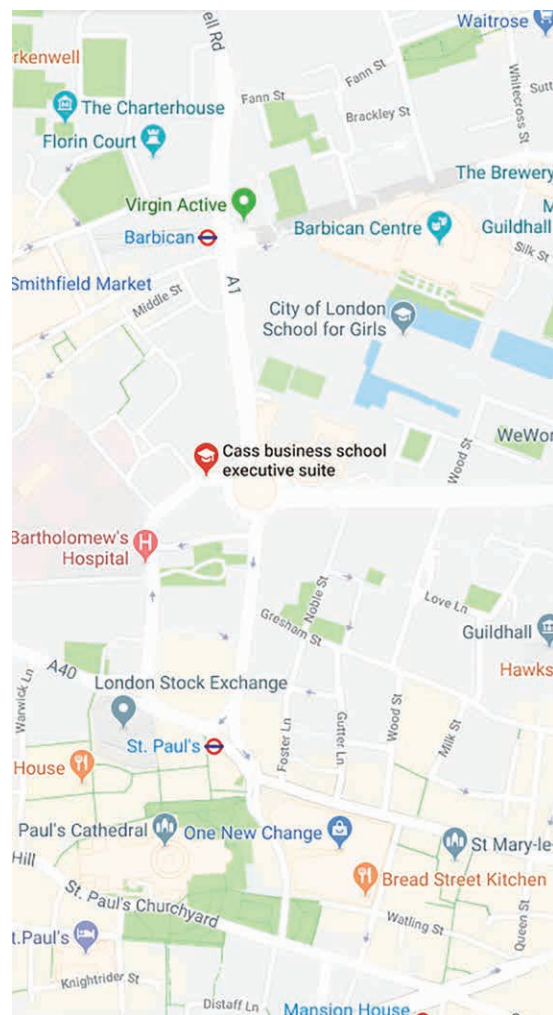 Waitrose
ell Rd
rkenwell
Fann St
Whitecross St
Sutt
The Charterhouse
Fann St
Brackley St
Florin Court
The Brewery
Virgin Active
M
Guildhall
Barbican
Barbican Centre
Silk St
A1
Smithfield Market
Middle St
City of London
School for Girls
Wood St
WeWor
Cass business school
executive suite
Bartholomew's
Hospital
Noble St
Love Ln
Gresham St
Guildhall
Hawks
A40
Warwick Ln
London Stock Exchange
Foster Ln
Gutter Ln
Wood St
Milk St
St. Paul's
House
Paul's Cathedral
One New Change
St Mary-le-
Hill
Bread Street Kitchen
St. Paul's Churchyard
Watling St
Queen St
t.Paul's
Knightrider St
Distaff Ln
Mansion House